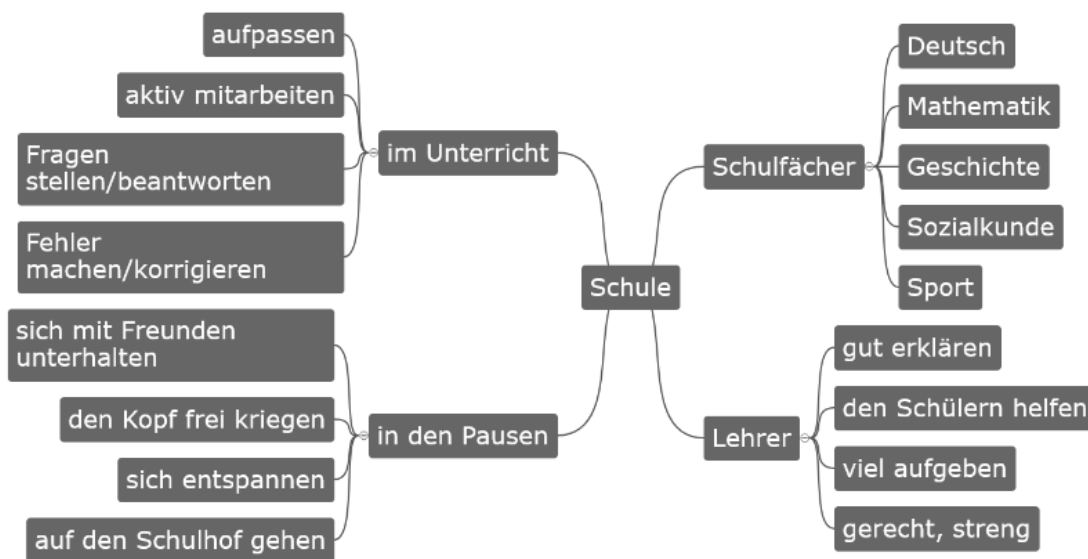 aufpassen
aktiv mitarbeiten
Fragen
stellen/beantworten
Fehler
machen/korrigieren
im Unterricht
sich mit Freunden
unterhalten
den Kopf frei kriegen
sich entspannen
auf den Schulhof gehen
in den Pausen
Schule
Schulfächer
Deutsch
Mathematik
Geschichte
Sozialkunde
Sport
Lehrer
gut erklären
den Schülern helfen
viel aufgeben
gerecht, streng